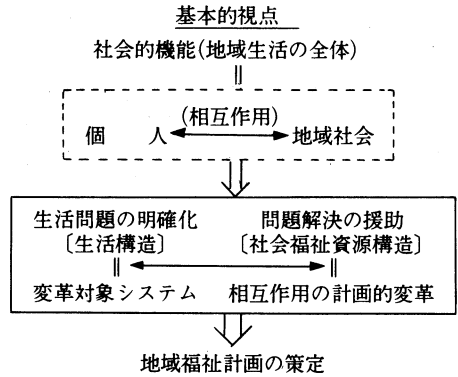 基本的視点
社会的機能(地域生活の全体)
(相互作用)
個 人 地域社会
生活問題の明確化 問題解決の援助
〔生活構造〕 〔社会福祉資源構造〕
変革対象システム 相互作用の計画的変革
地域福祉計画の策定